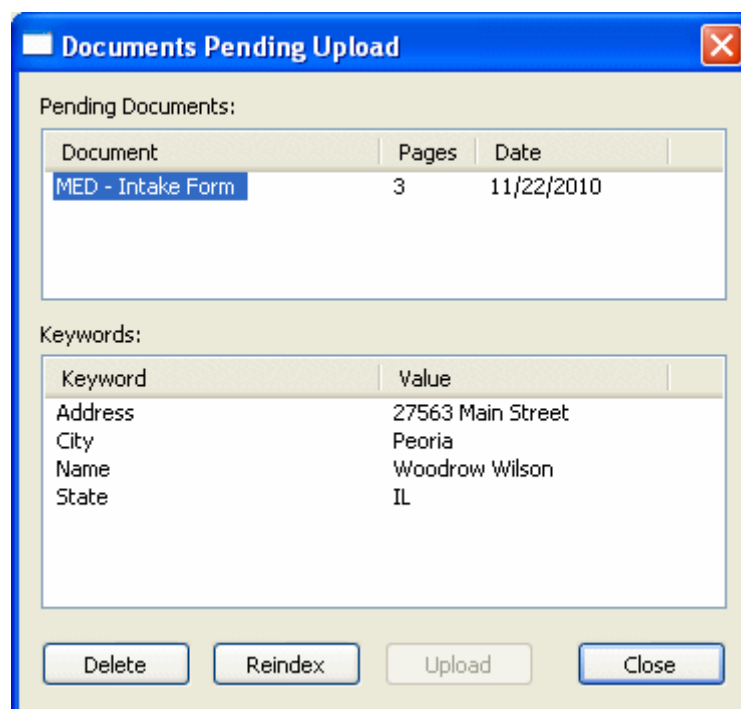 Documents Pending Upload
Pending Documents:
Document Pages Date
MED - Intake Form 3 11/22/2010
Keywords:
Keyword Value
Address 27563 Main Street
City Peoria
Name Woodrow Wilson
State IL
Delete Reindex Upload Close